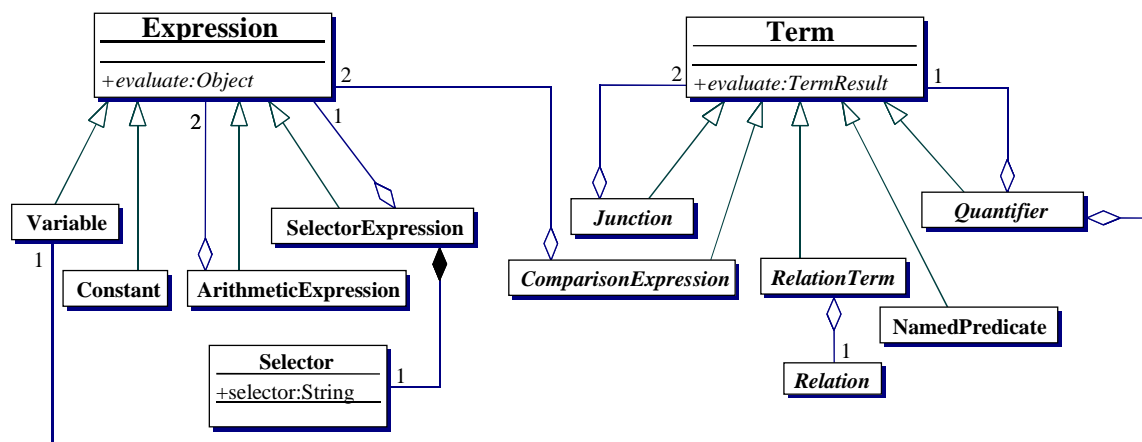 Expression
+evaluate:Object
Term
+evaluate:TermResult
2
1
2
2
1
Variable
SelectorExpression
Junction
Quantifier
1
Constant
ArithmeticExpression
ComparisonExpression
RelationTerm
NamedPredicate
Selector
+selector:String
1
1
Relation